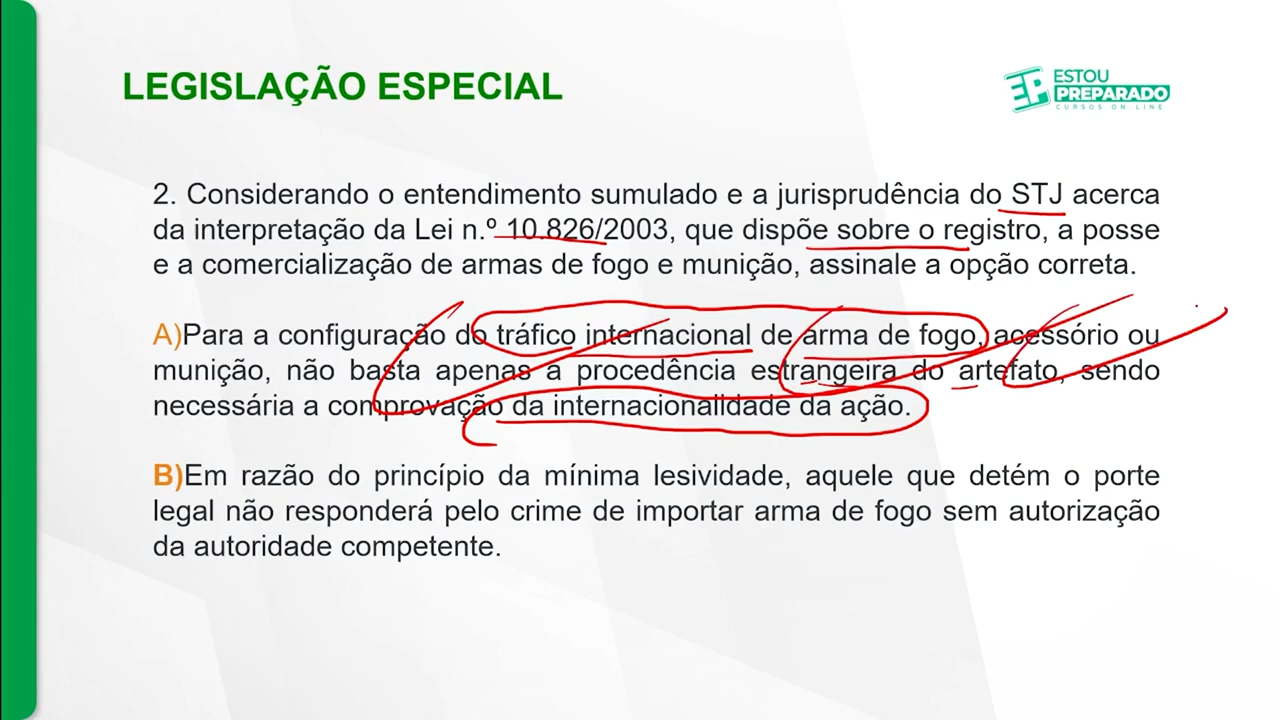 LEGISLAÇÃO ESPECIAL
ESTOU
PREPARADO
CURSOS ON-LINE
2. Considerando o entendimento sumulado e a jurisprudência do STJ acerca
da interpretação da Lei n.º 10.826/2003, que dispõe sobre o registro, a posse
e a comercialização de armas de fogo e munição, assinale a opção correta.
A)Para a configuração do tráfico internacional de arma de fogo, acessório ou
munição, não basta apenas a procedência estrangeira do artefato, sendo
necessária a comprovação da internacionalidade da ação.
B)Em razão do princípio da mínima lesividade, aquele que detém o porte
legal não responderá pelo crime de importar arma de fogo sem autorização
da autoridade competente.